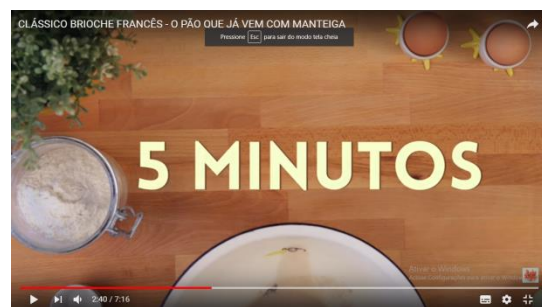 CLÁSSICO BRIOCHE FRANCÊS - O PÃO QUE JÁ VEM COM MANTEIGA
Pressione Esc para sair do modo tela cheia
5 MINUTOS
Ativar o Windows
2:40 / 7:16